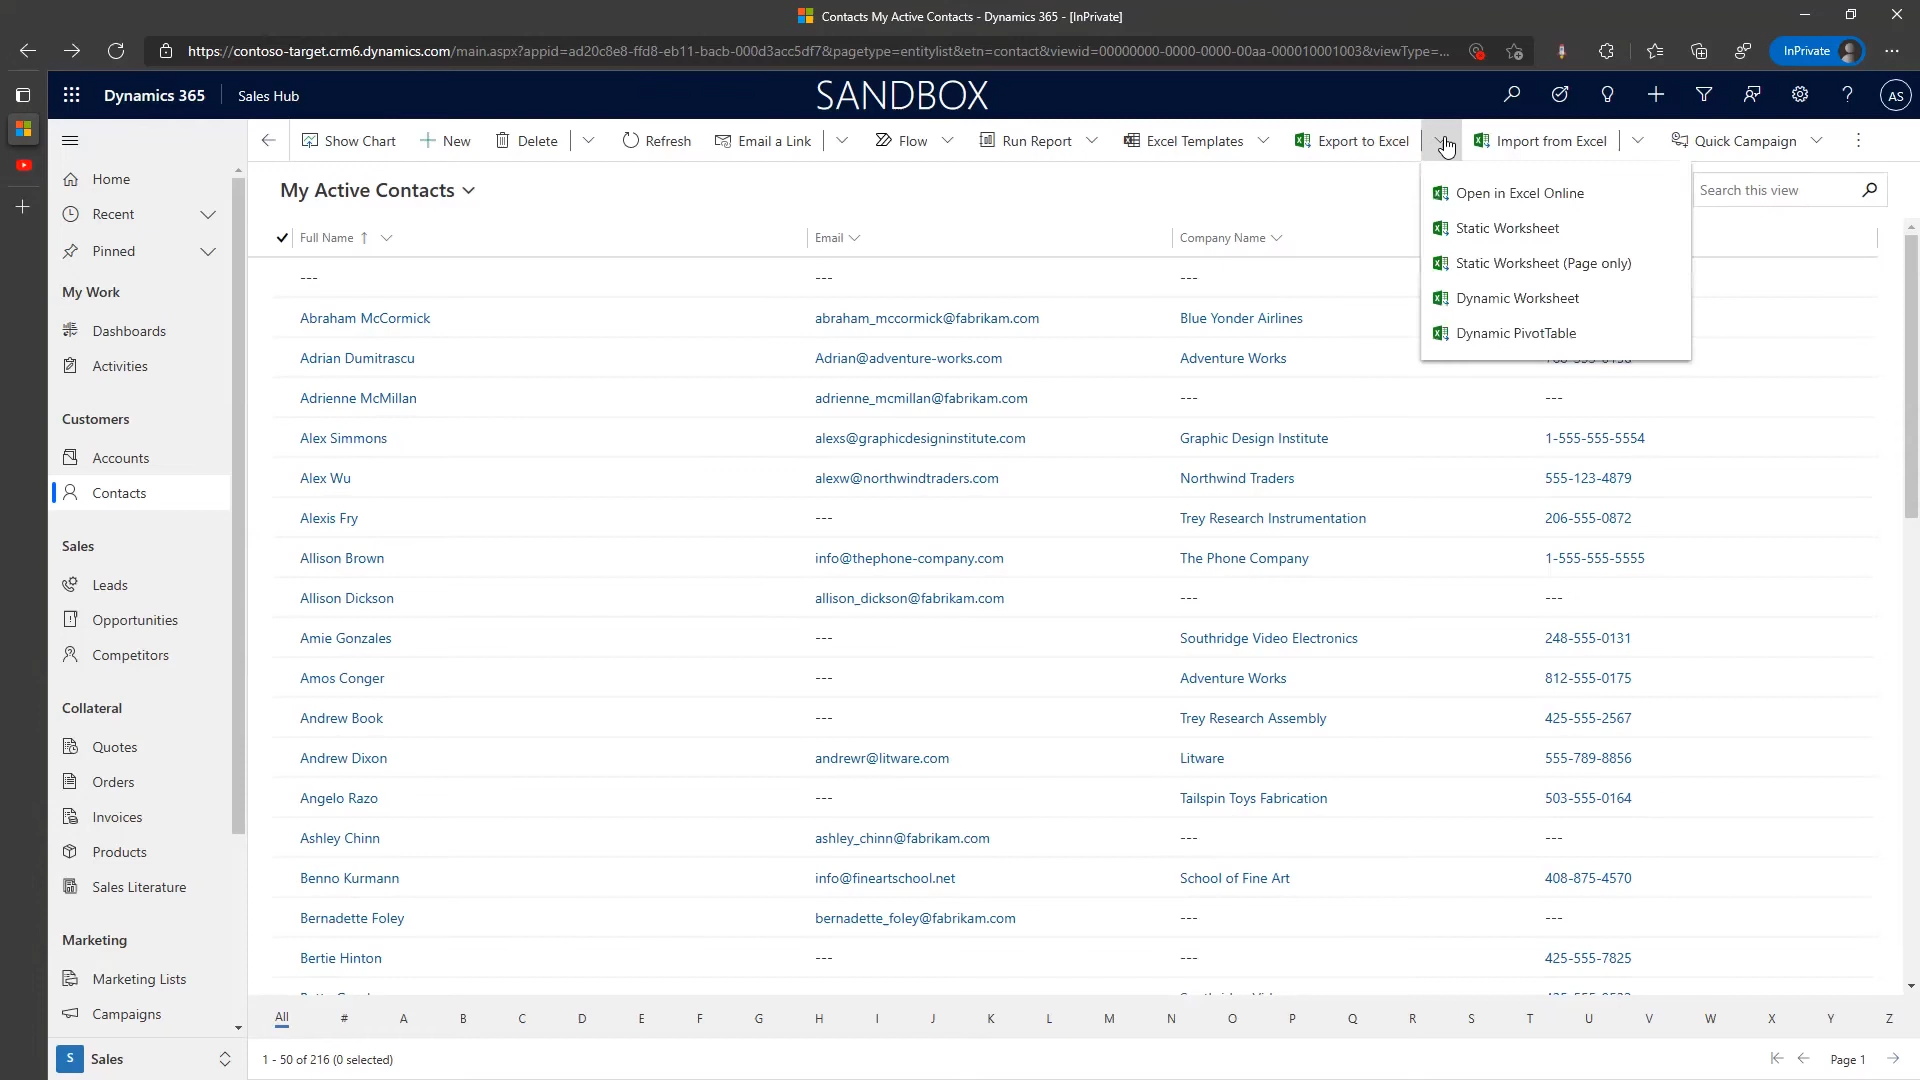 Contacts My Active Contacts - Dynamics 365 - [InPrivate]
https://contoso-target.crm6.dynamics.com/main.aspx?appid=ad20c8e8-ffd8-eb11-bacb-000d3acc5df7&pagetype=entitylist&etn=contact&viewid=00000000-0000-0000-00aa-000010001003&viewType=... InPrivate
Dynamics 365 Sales Hub SANDBOX AS
Show Chart New Delete Refresh Email a Link Flow Run Report Excel Templates Export to Excel Import from Excel Quick Campaign
Open in Excel Online
Static Worksheet
Static Worksheet (Page only)
Dynamic Worksheet
Dynamic PivotTable
Home
Recent
Pinned
My Work
Dashboards
Activities
Customers
Accounts
Contacts
Sales
Leads
Opportunities
Competitors
Collateral
Quotes
Orders
Invoices
Products
Sales Literature
Marketing
Marketing Lists
Campaigns
S Sales
My Active Contacts
Search this view
Full Name Email Company Name
--- ---
Abraham McCormick abraham_mccormick@fabrikam.com Blue Yonder Airlines
Adrian Dumitrascu Adrian@adventure-works.com Adventure Works
Adrienne McMillan adrienne_mcmillan@fabrikam.com --- ---
Alex Simmons alexs@graphicdesigninstitute.com Graphic Design Institute 1-555-555-5554
Alex Wu alexw@northwindtraders.com Northwind Traders 555-123-4879
Alexis Fry --- Trey Research Instrumentation 206-555-0872
Allison Brown info@thephone-company.com The Phone Company 1-555-555-5555
Allison Dickson allison_dickson@fabrikam.com --- ---
Amie Gonzales --- Southridge Video Electronics 248-555-0131
Amos Conger --- Adventure Works 812-555-0175
Andrew Book --- Trey Research Assembly 425-555-2567
Andrew Dixon andrewr@litware.com Litware 555-789-8856
Angelo Razo --- Tailspin Toys Fabrication 503-555-0164
Ashley Chinn ashley_chinn@fabrikam.com --- ---
Benno Kurmann info@fineartschool.net School of Fine Art 408-875-4570
Bernadette Foley bernadette_foley@fabrikam.com --- ---
Bertie Hinton --- --- 425-555-7825
All # A B C D E F G H I J K L M N O P Q R S T U V W X Y Z
1 - 50 of 216 (0 selected) Page 1